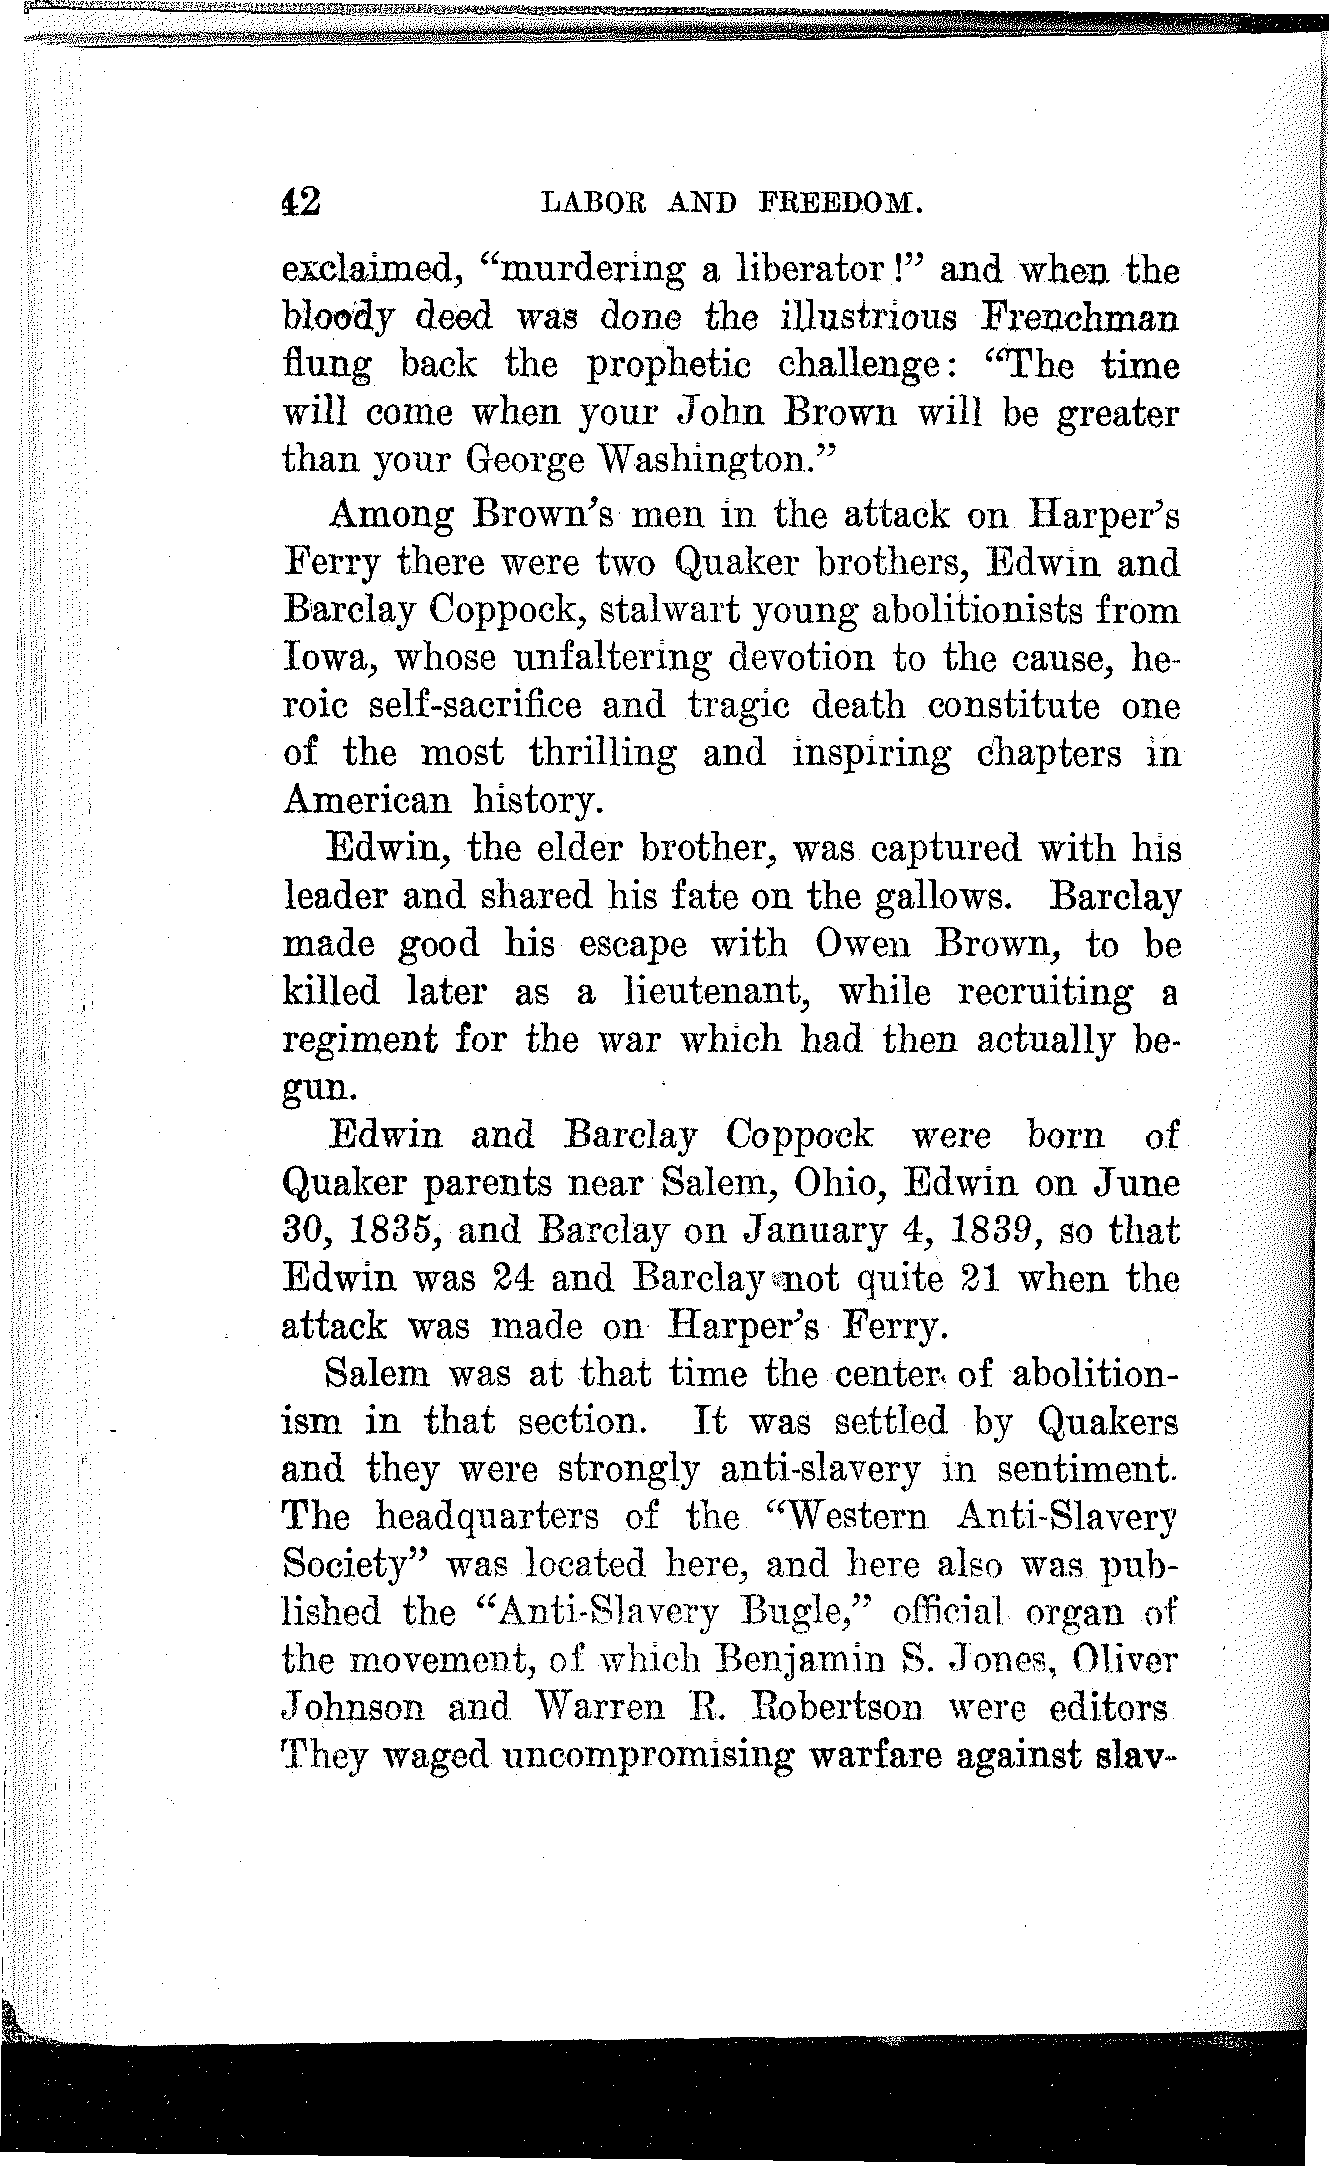 42 LABOR AND FREEDOM.
exclaimed, “murdering a liberator!” and when the
bloody deed was done the illustrious Frenchman
flung back the prophetic challenge: “The time
will come when your John Brown will be greater
than your George Washington.”
Among Brown’s men in the attack on Harper’s
Ferry there were two Quaker brothers, Edwin and
Barclay Coppock, stalwart young abolitionists from
Iowa, whose unfaltering devotion to the cause, he-
roic self-sacrifice and tragic death constitute one
of the most thrilling and inspiring chapters in
American history.
Edwin, the elder brother, was captured with his
leader and shared his fate on the gallows. Barclay
made good his escape with Owen Brown, to be
killed later as a lieutenant, while recruiting a
regiment for the war which had then actually be-
gun.
Edwin and Barclay Coppock were born of
Quaker parents near Salem, Ohio, Edwin on June
30, 1835, and Barclay on January 4, 1839, so that
Edwin was 24 and Barclay not quite 21 when the
attack was made on Harper’s Ferry.
Salem was at that time the center of abolition-
ism in that section. It was settled by Quakers
and they were strongly anti-slavery in sentiment.
The headquarters of the “Western Anti-Slavery
Society” was located here, and here also was pub-
lished the “Anti-Slavery Bugle,” official organ of
the movement, of which Benjamin S. Jones, Oliver
Johnson and Warren R. Robertson were editors
They waged uncompromising warfare against slav-